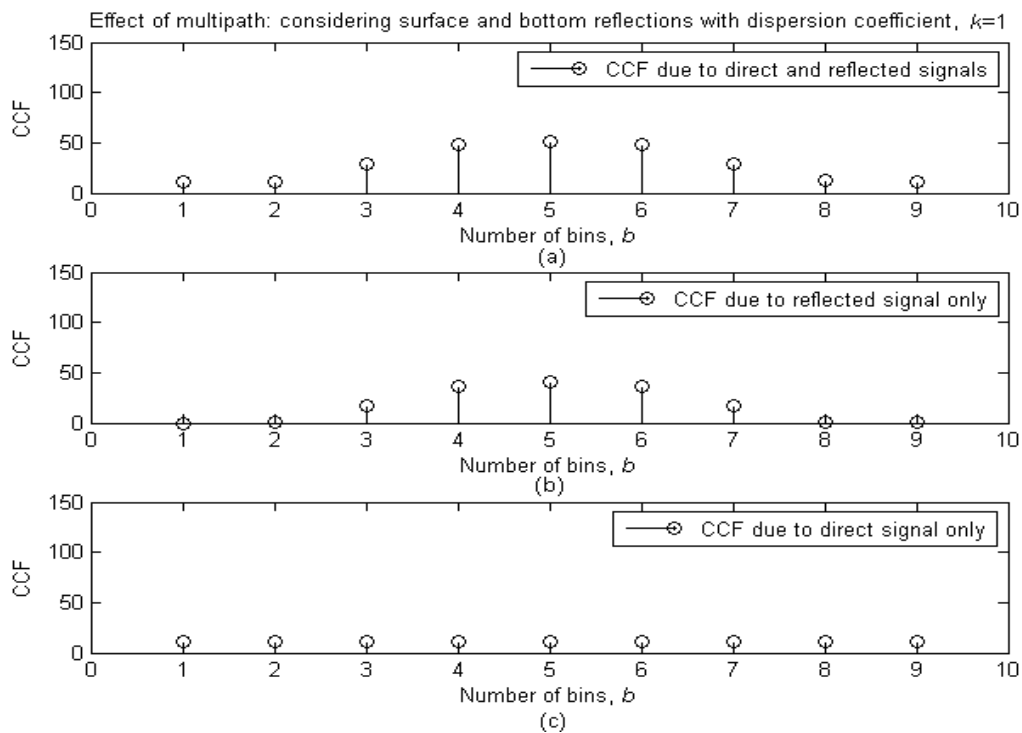 Effect of multipath: considering surface and bottom reflections with dispersion coefficient, k=1
150
100
50
0
CCF
CCF due to direct and reflected signals
0 1 2 3 4 5 6 7 8 9 10
Number of bins, b
(a)
150
100
50
0
CCF
CCF due to reflected signal only
0 1 2 3 4 5 6 7 8 9 10
Number of bins, b
(b)
150
100
50
0
CCF
CCF due to direct signal only
0 1 2 3 4 5 6 7 8 9 10
Number of bins, b
(c)